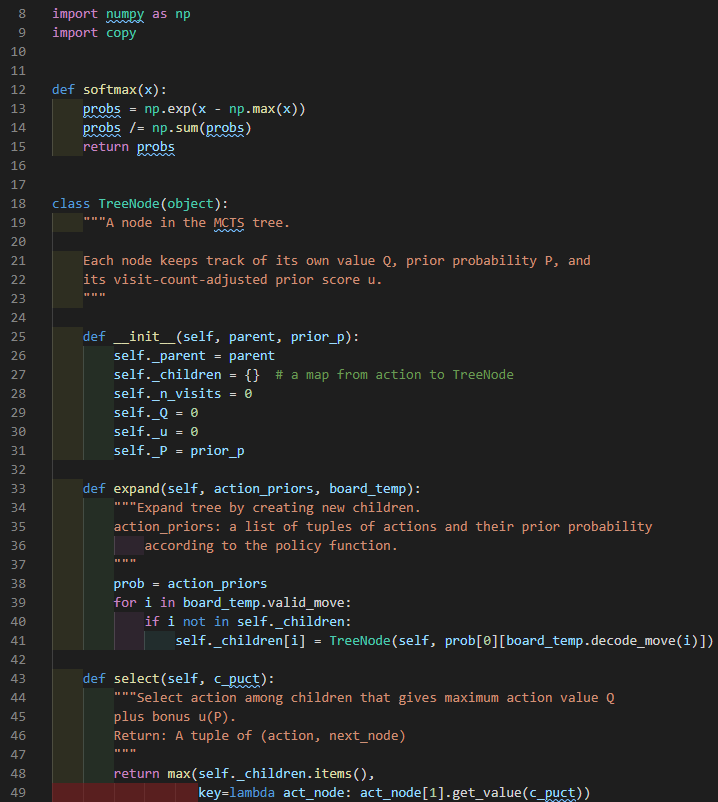 8 import numpy as np
9 import copy
10
11
12 def softmax(x):
13     probs = np.exp(x - np.max(x))
14     probs /= np.sum(probs)
15     return probs
16
17
18 class TreeNode(object):
19     """A node in the MCTS tree.
20
21     Each node keeps track of its own value Q, prior probability P, and
22     its visit-count-adjusted prior score u.
23     """
24
25     def __init__(self, parent, prior_p):
26         self._parent = parent
27         self._children = {}  # a map from action to TreeNode
28         self._n_visits = 0
29         self._Q = 0
30         self._u = 0
31         self._P = prior_p
32
33     def expand(self, action_priors, board_temp):
34         """Expand tree by creating new children.
35         action_priors: a list of tuples of actions and their prior probability
36             according to the policy function.
37         """
38         prob = action_priors
39         for i in board_temp.valid_move:
40             if i not in self._children:
41                 self._children[i] = TreeNode(self, prob[0][board_temp.decode_move(i)])
42
43     def select(self, c_puct):
44         """Select action among children that gives maximum action value Q
45         plus bonus u(P).
46         Return: A tuple of (action, next_node)
47         """
48         return max(self._children.items(),
49                    key=lambda act_node: act_node[1].get_value(c_puct))